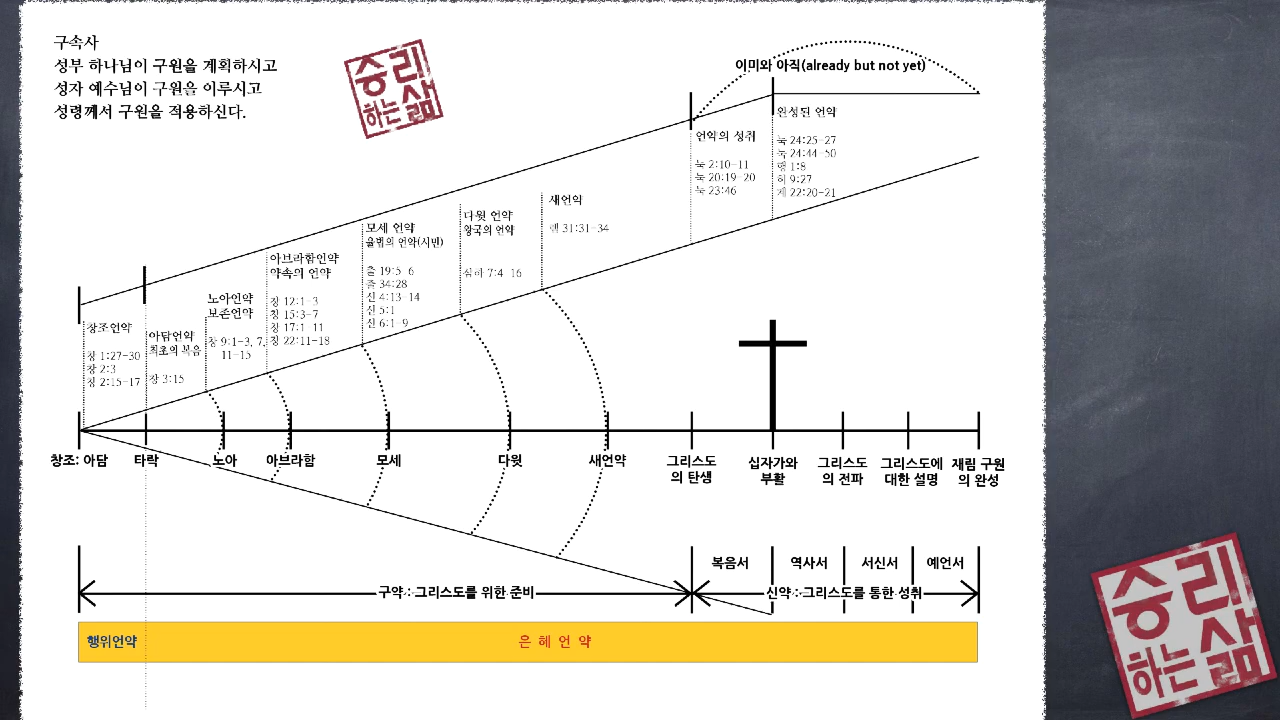 구속사
성부 하나님이 구원을 계획하시고
성자 예수님이 구원을 이루시고
성령께서 구원을 적용하신다.
승리
하는 삶
이미와 아직(already but not yet)
완성된 언약
눅 24:25-27
눅 24:44-50
행 1:8
히 9:27
계 22:20-21
언약의 성취
눅 2:10-11
눅 20:19-20
눅 23:46
새언약
렘 31:31-34
다윗 언약
왕국의 언약
삼하 7:4-16
모세 언약
율법의 언약(시민)
출 19:5-6
출 34:28
신 4:13-14
신 5:1
신 6:1-9
아브라함언약
약속의 언약
창 12:1-3
창 15:3-7
창 17:1-11
창 22:11-18
노아언약
보존언약
창 9:1-3, 7,
11-15
아담언약
최초의 복음
창 3:15
창조언약
창 1:27-30
창 2:3
창 2:15-17
창조: 아담
타락
노아
아브라함
모세
다윗
새언약
그리스도
의 탄생
십자가와
부활
그리스도
의 전파
그리스도에
대한 설명
재림 구원
의 완성
복음서
역사서
서신서
예언서
구약 : 그리스도를 위한 준비
신약 : 그리스도를 통한 성취
행위언약
은 혜 언 약
승리
하는 삶